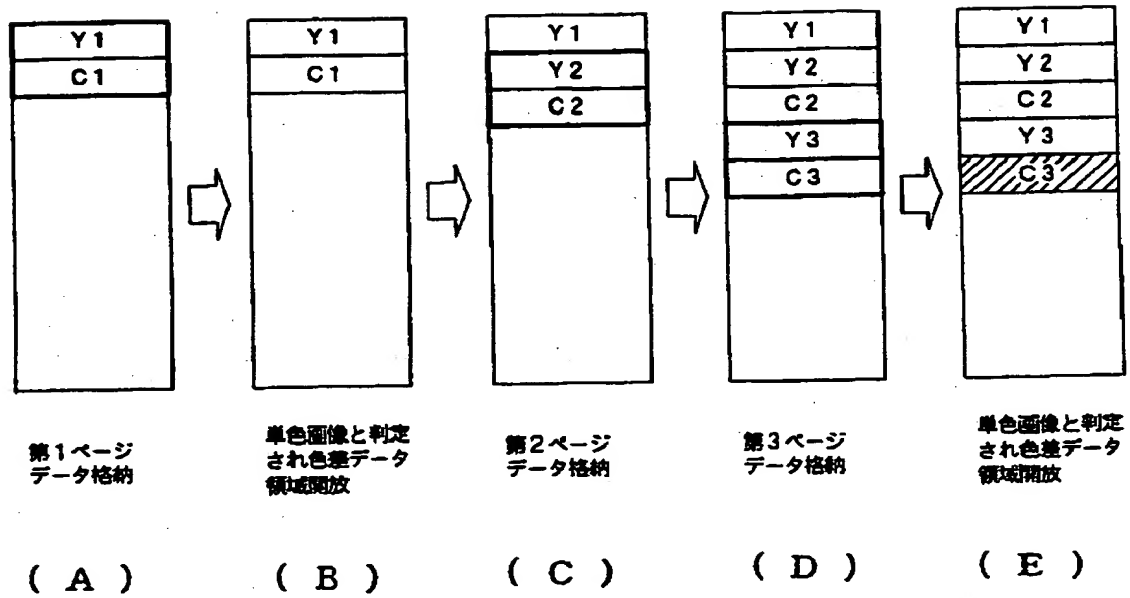 Y1
C1
Y1
C1
Y1
Y2
C2
Y1
Y2
C2
Y3
C3
Y1
Y2
C2
Y3
C3
第1ページ
データ格納
単色画像と判定
され色差データ
領域開放
第2ページ
データ格納
第3ページ
データ格納
単色画像と判定
され色差データ
領域開放
( A )
( B )
( C )
( D )
( E )